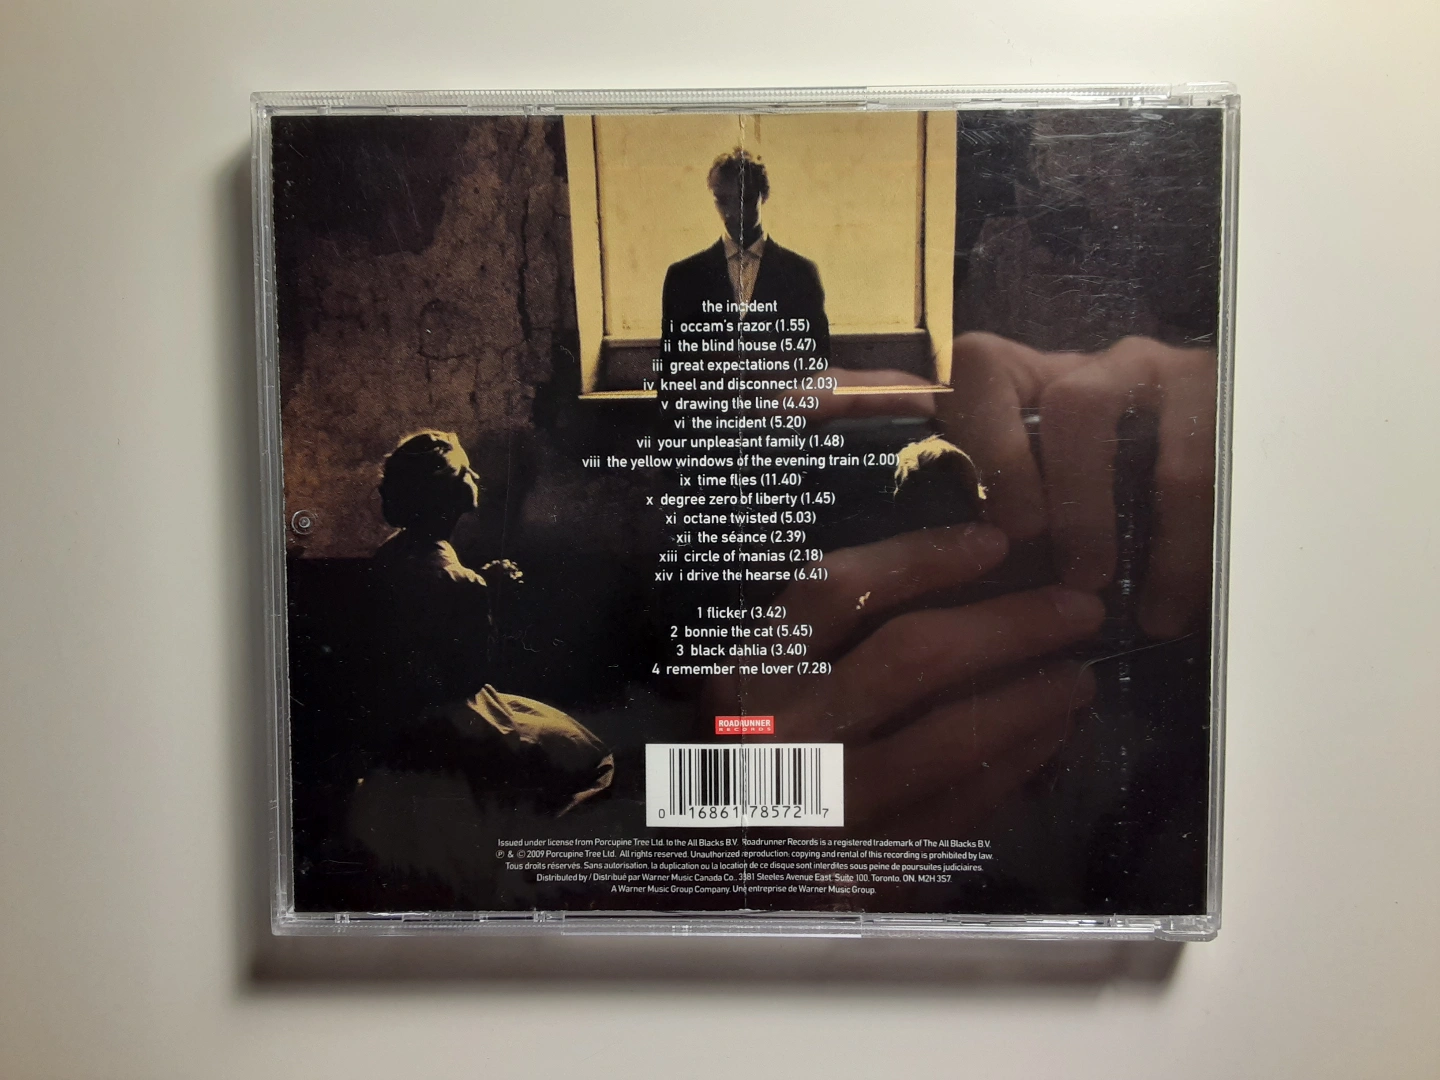 the incident
i occam's razor (1.55)
ii the blind house (5.47)
iii great expectations (1.26)
iv kneel and disconnect (2.03)
v drawing the line (4.43)
vi the incident (5.20)
vii your unpleasant family (1.48)
viii the yellow windows of the evening train (2.00)
ix time flies (11.40)
x degree zero of liberty (1.45)
xi octane twisted (5.03)
xii the séance (2.39)
xiii circle of manias (2.18)
xiv i drive the hearse (6.41)
1 flicker (3.42)
2 bonnie the cat (5.45)
3 black dahlia (3.40)
4 remember me lover (7.28)
ROADRUNNER
RECORDS
0 16861 78572 7
Issued under license from Porcupine Tree Ltd. to the All Blacks B.V. Roadrunner Records is a registered trademark of The All Blacks B.V.
℗ & © 2009 Porcupine Tree Ltd. All rights reserved. Unauthorized reproduction, copying and rental of this recording is prohibited by law.
Tous droits réservés. Sans autorisation, la duplication ou la location de ce disque sont interdites sous peine de poursuites judiciaires.
Distributed by / Distribué par Warner Music Canada Co., 3381 Steeles Avenue East, Suite 100, Toronto, ON, M2H 3S7.
A Warner Music Group Company. Une entreprise de Warner Music Group.